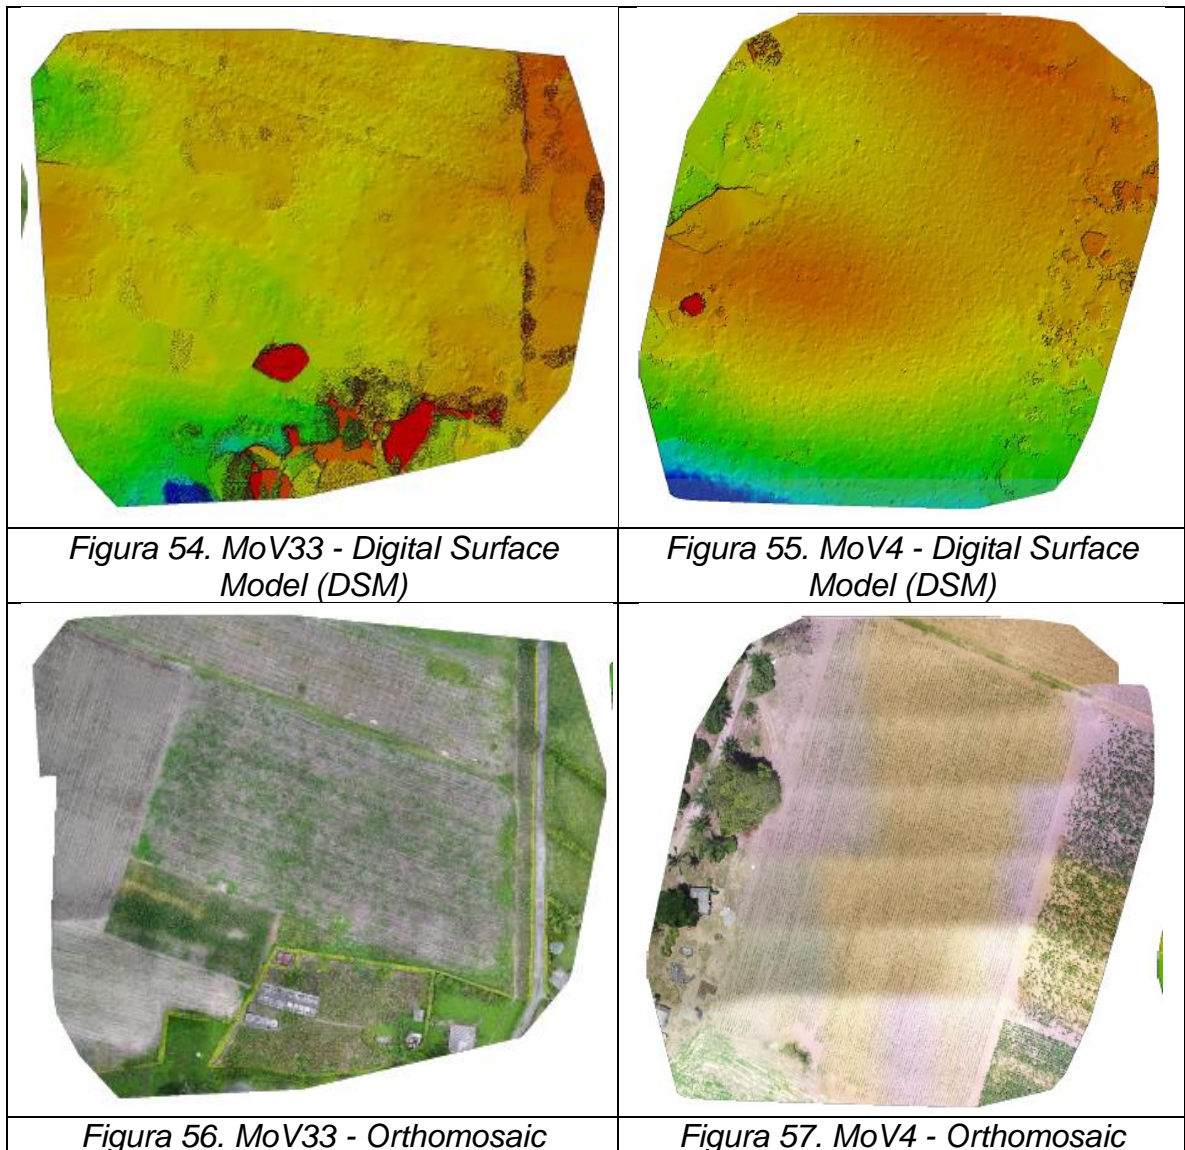 Figura 54. MoV33 - Digital Surface
Model (DSM)
Figura 55. MoV4 - Digital Surface
Model (DSM)
Figura 56. MoV33 - Orthomosaic
Figura 57. MoV4 - Orthomosaic